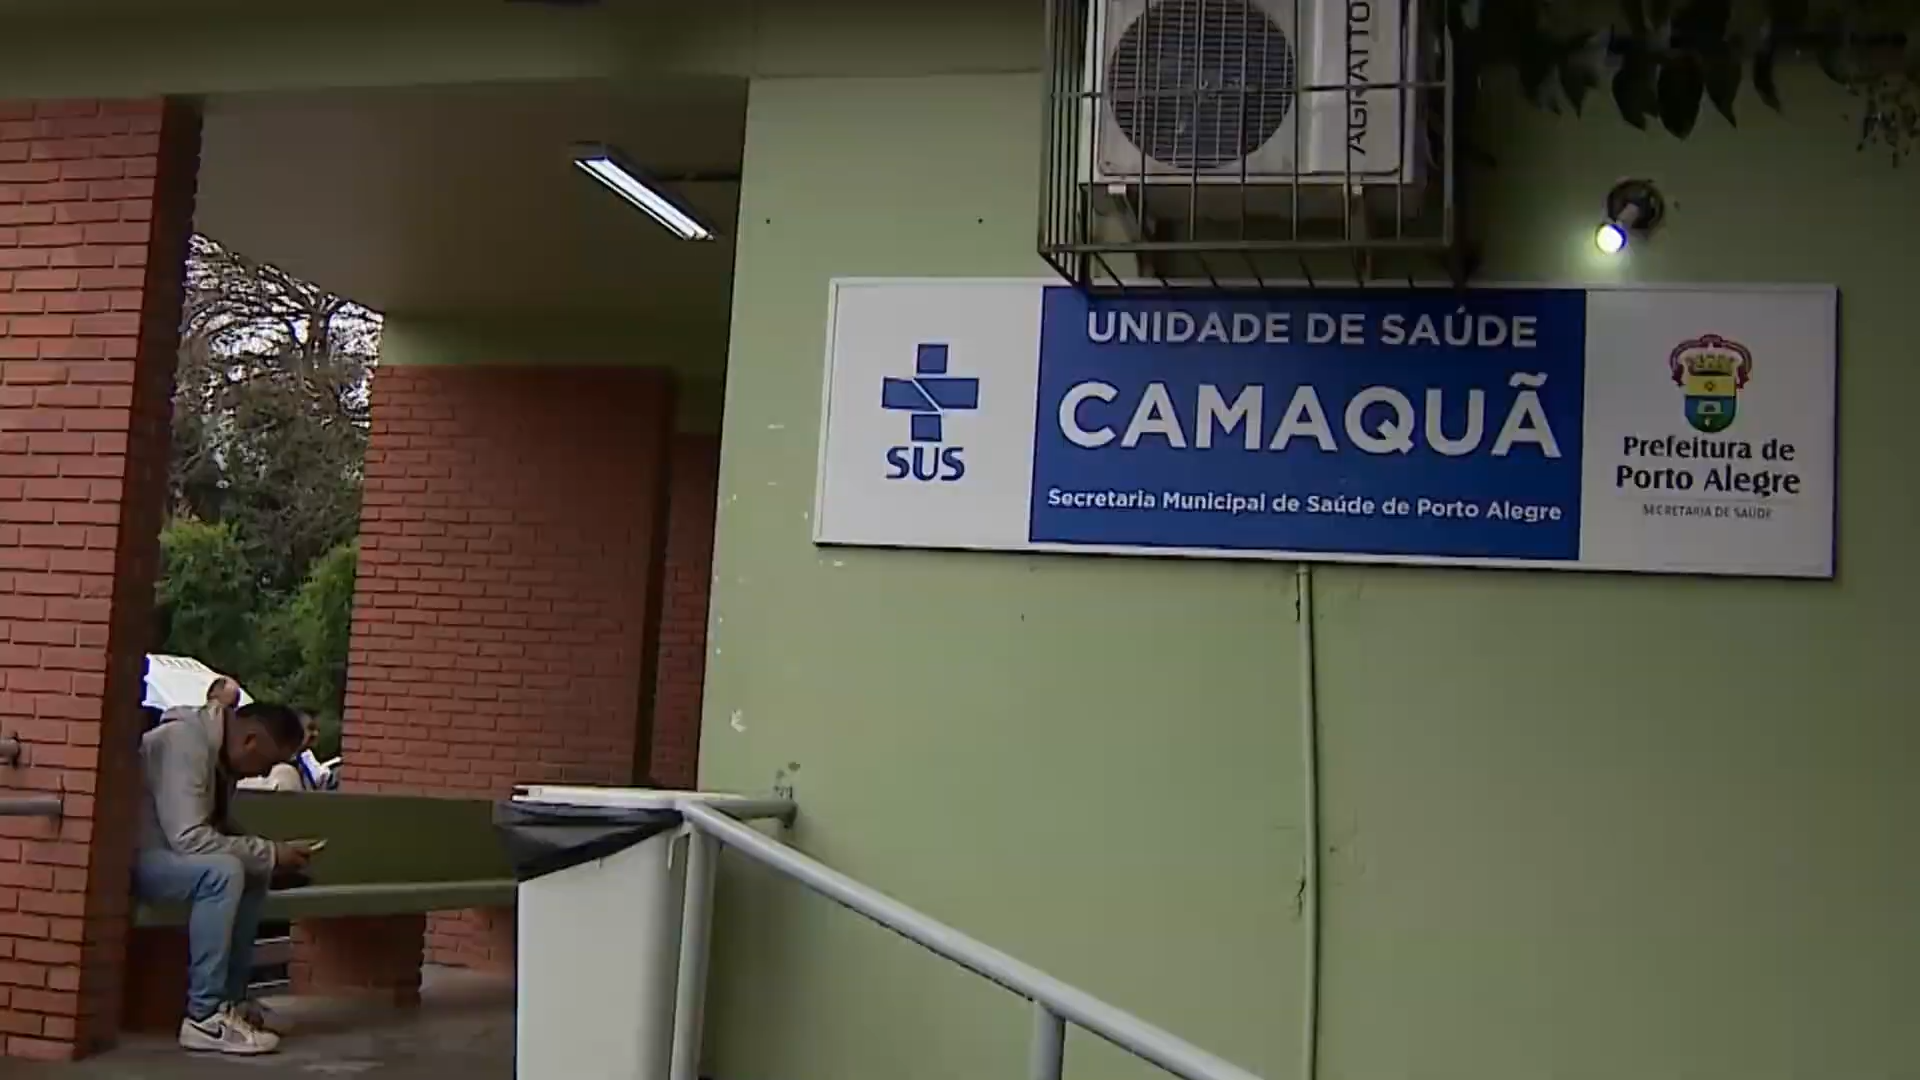 AGRATTO
UNIDADE DE SAÚDE
CAMAQUÃ
Secretaria Municipal de Saúde de Porto Alegre
SUS
Prefeitura de
Porto Alegre
SECRETARIA DE SAÚDE